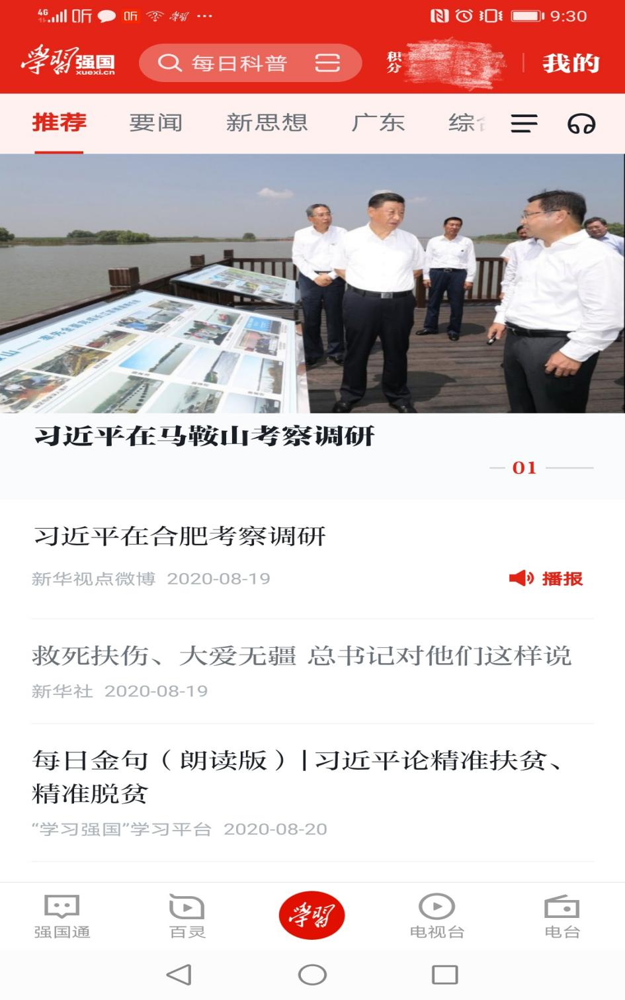 4G 听 听 学习 ... 9:30
学习强国
xuexi.cn
每日科普
积分
我的
推荐 要闻 新思想 广东 综合
习近平在马鞍山考察调研
01
习近平在合肥考察调研
新华视点微博 2020-08-19
播报
救死扶伤、大爱无疆 总书记对他们这样说
新华社 2020-08-19
每日金句（朗读版）| 习近平论精准扶贫、
精准脱贫
“学习强国”学习平台 2020-08-20
强国通 百灵 学习 电视台 电台